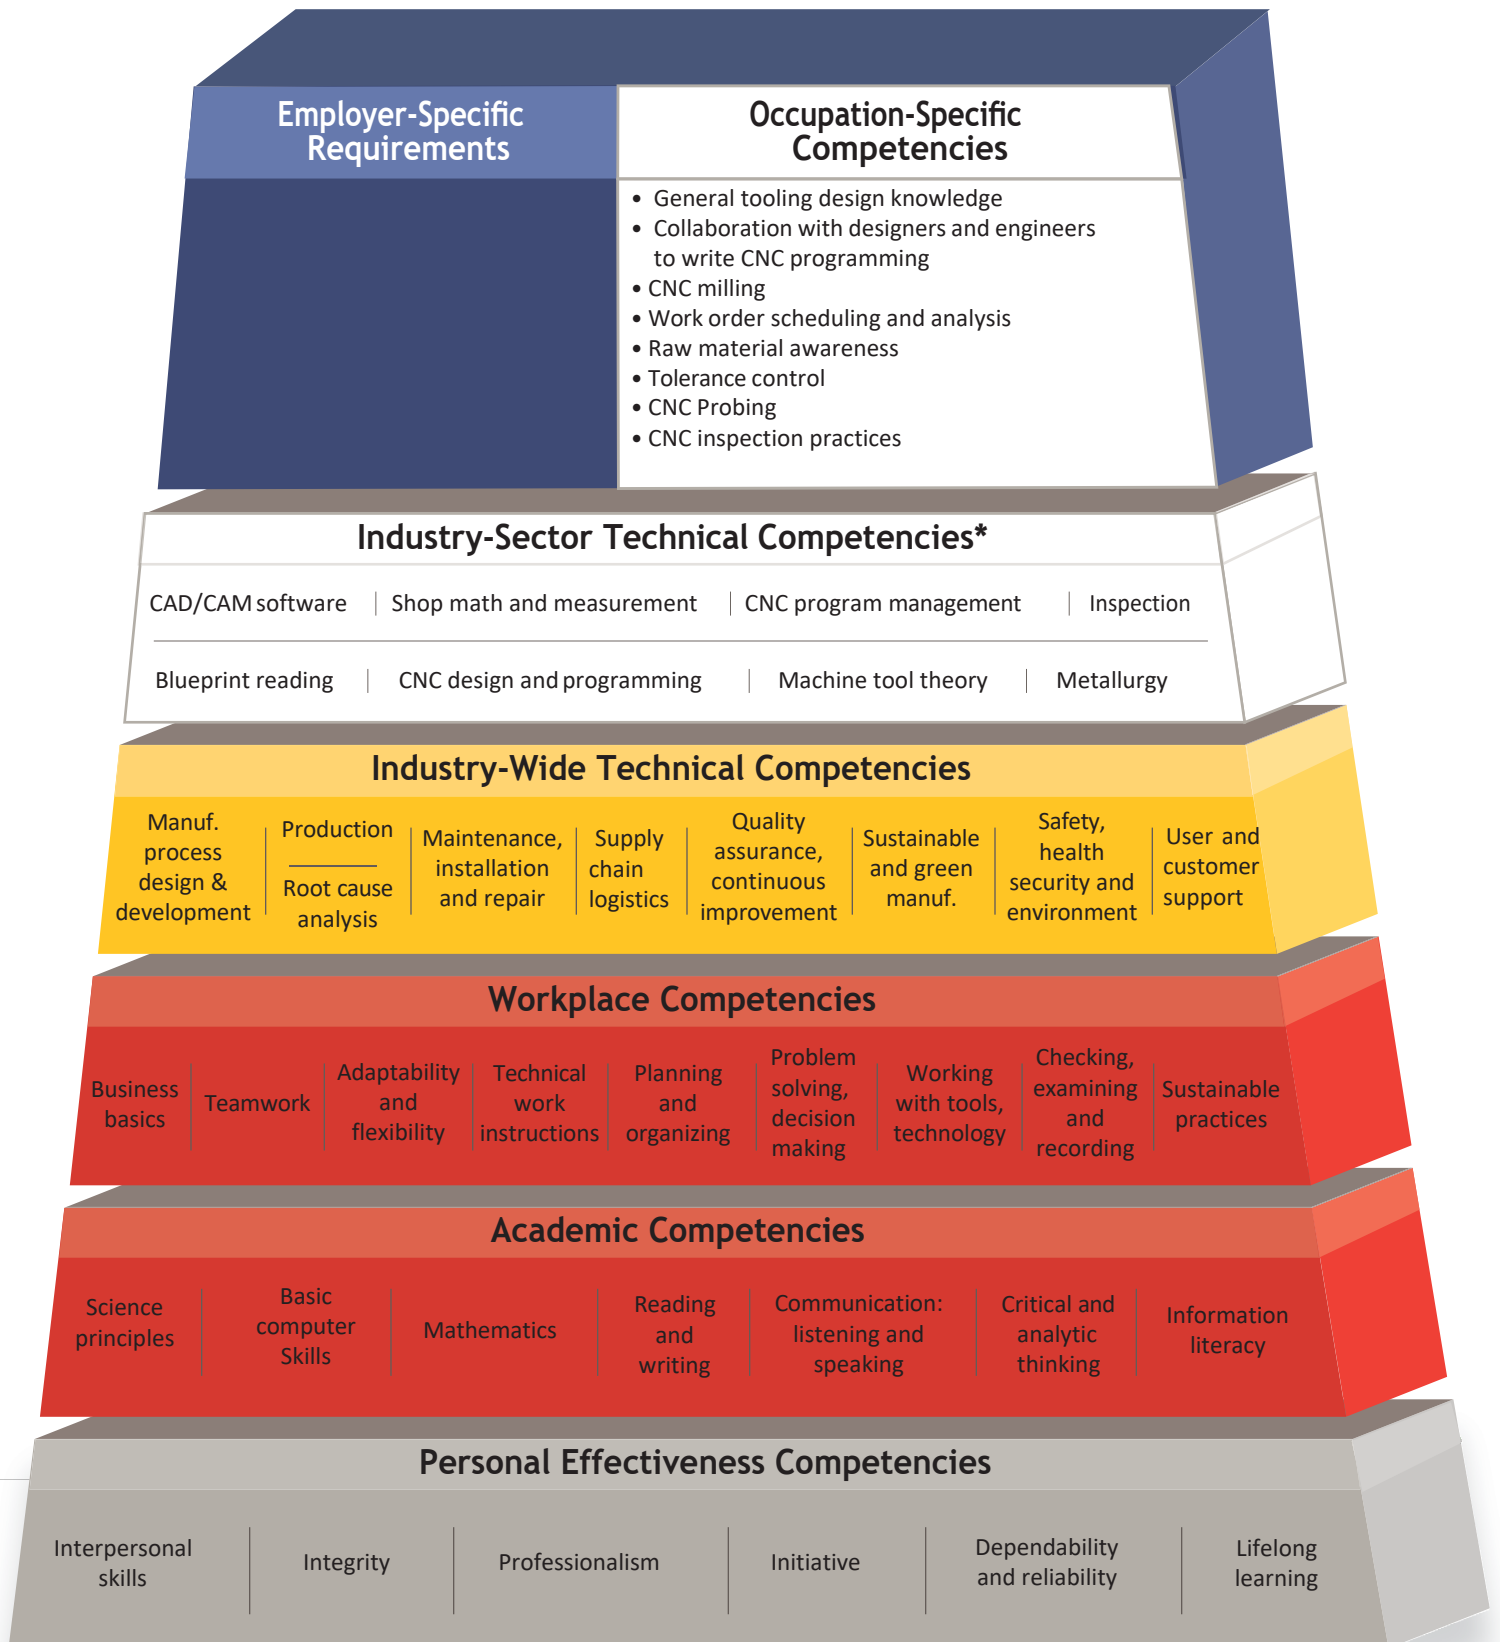 Employer-Specific
Requirements
Occupation-Specific
Competencies
• General tooling design knowledge
• Collaboration with designers and engineers
to write CNC programming
• CNC milling
• Work order scheduling and analysis
• Raw material awareness
• Tolerance control
• CNC Probing
• CNC inspection practices
Industry-Sector Technical Competencies*
CAD/CAM software
Shop math and measurement
CNC program management
Inspection
Blueprint reading
CNC design and programming
Machine tool theory
Metallurgy
Industry-Wide Technical Competencies
Manuf.
process
design &
development
Production
Root cause
analysis
Maintenance,
installation
and repair
Supply
chain
logistics
Quality
assurance,
continuous
improvement
Sustainable
and green
manuf.
Safety,
health
security and
environment
User and
customer
support
Workplace Competencies
Business
basics
Teamwork
Adaptability
and
flexibility
Technical
work
instructions
Planning
and
organizing
Problem
solving,
decision
making
Working
with tools,
technology
Checking,
examining
and
recording
Sustainable
practices
Academic Competencies
Science
principles
Basic
computer
Skills
Mathematics
Reading
and
writing
Communication:
listening and
speaking
Critical and
analytic
thinking
Information
literacy
Personal Effectiveness Competencies
Interpersonal
skills
Integrity
Professionalism
Initiative
Dependability
and reliability
Lifelong
learning